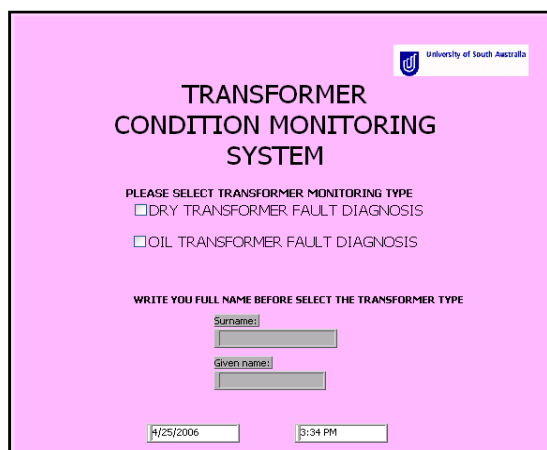 University of South Australia
TRANSFORMER
CONDITION MONITORING
SYSTEM
PLEASE SELECT TRANSFORMER MONITORING TYPE
DRY TRANSFORMER FAULT DIAGNOSIS
OIL TRANSFORMER FAULT DIAGNOSIS
WRITE YOU FULL NAME BEFORE SELECT THE TRANSFORMER TYPE
Surname:
Given name:
4/25/2006 3:34 PM